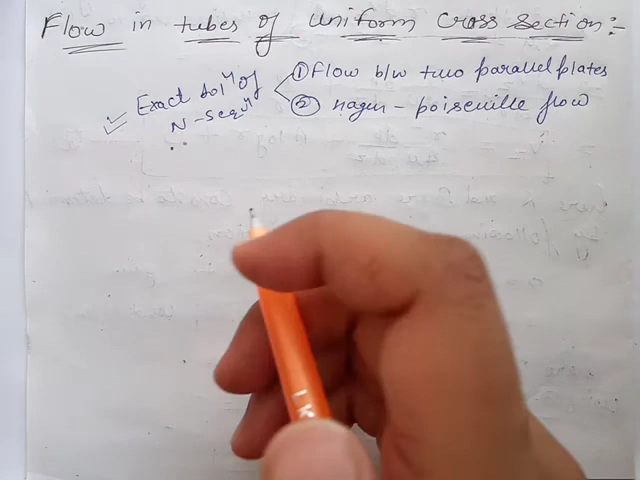 Flow in tubes of uniform cross section:-
Exact solⁿ of
N-s eqⁿ
① Flow b/w two parallel plates
② hagen-poiseuille flow